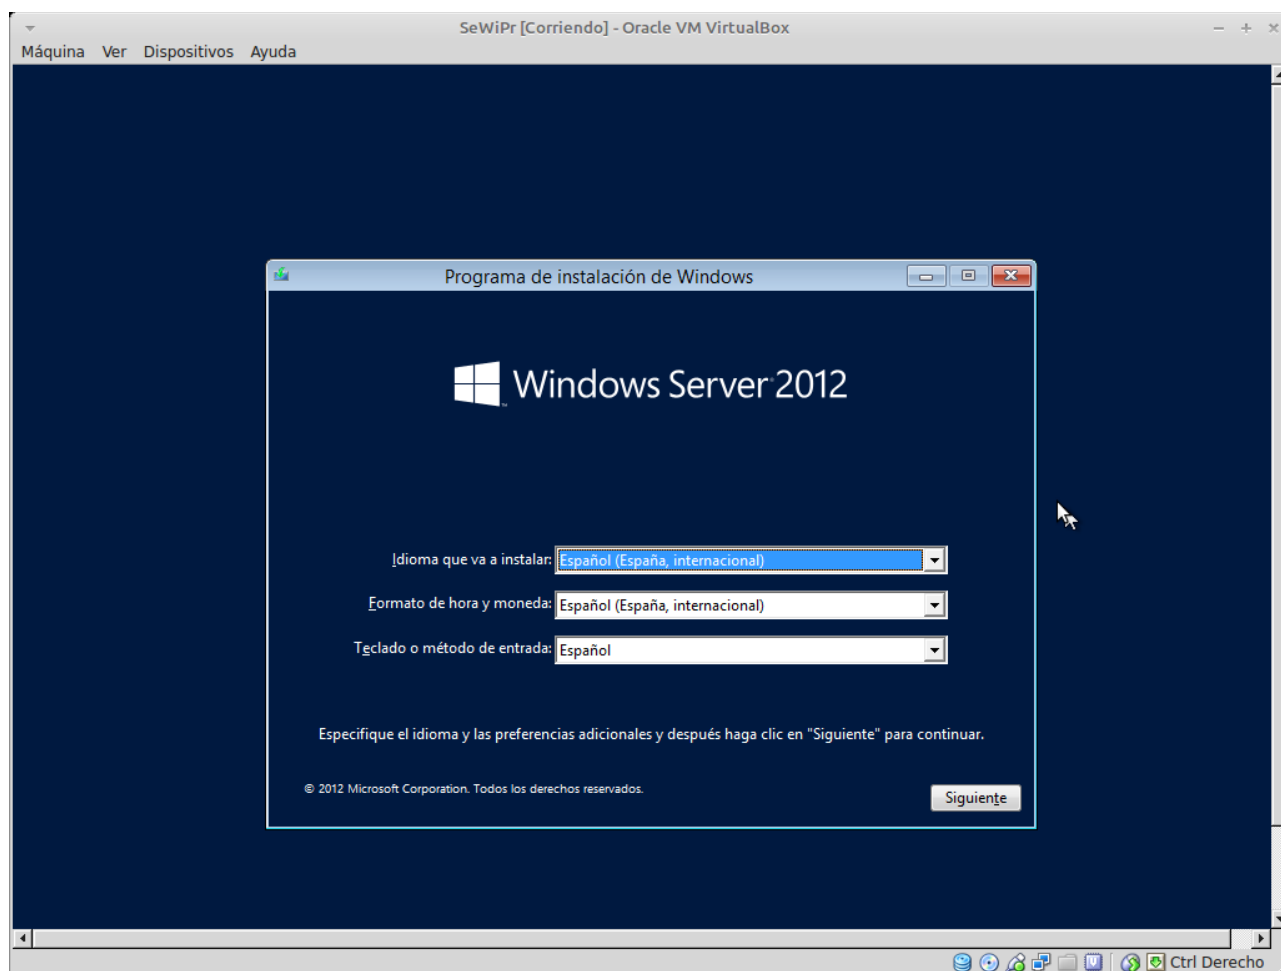 SeWiPr [Corriendo] - Oracle VM VirtualBox
Máquina Ver Dispositivos Ayuda
Programa de instalación de Windows
Windows Server 2012
Idioma que va a instalar: Español (España, internacional)
Formato de hora y moneda: Español (España, internacional)
Teclado o método de entrada: Español
Especifique el idioma y las preferencias adicionales y después haga clic en "Siguiente" para continuar.
© 2012 Microsoft Corporation. Todos los derechos reservados.
Siguiente
Ctrl Derecho